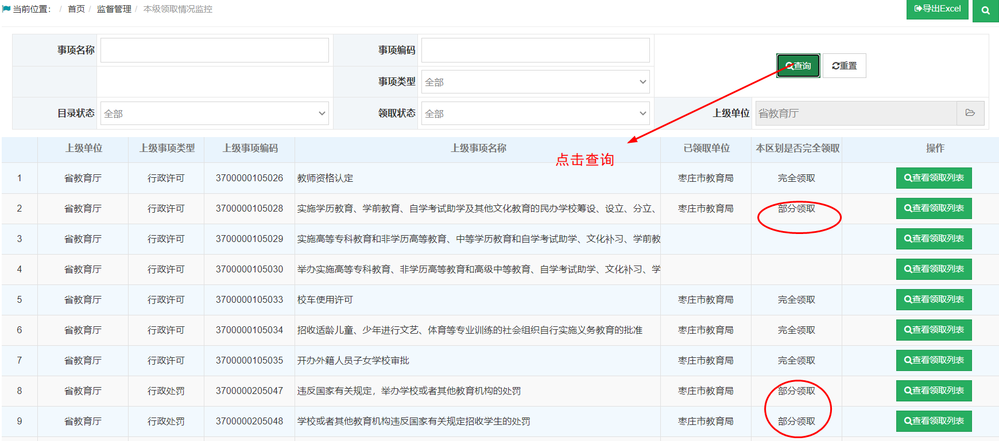 当前位置： / 首页 / 监督管理 / 本级领取情况监控
导出Excel
事项名称 事项编码
查询 重置
事项类型 全部
目录状态 全部 领取状态 全部 上级单位 省教育厅
上级单位 上级事项类型 上级事项编码 上级事项名称 已领取单位 本区划是否完全领取 操作
点击查询
1 省教育厅 行政许可 3700000105026 教师资格认定 枣庄市教育局 完全领取 查看领取列表
2 省教育厅 行政许可 3700000105028 实施学历教育、学前教育、自学考试助学及其他文化教育的民办学校筹设、设立、分立、 枣庄市教育局 部分领取 查看领取列表
3 省教育厅 行政许可 3700000105029 实施高等专科教育和非学历高等教育、中等学历教育和自学考试助学、文化补习、学前教 查看领取列表
4 省教育厅 行政许可 3700000105030 举办实施高等专科教育、非学历高等教育和高级中等教育、自学考试助学、文化补习、学 查看领取列表
5 省教育厅 行政许可 3700000105033 校车使用许可 枣庄市教育局 完全领取 查看领取列表
6 省教育厅 行政许可 3700000105034 招收适龄儿童、少年进行文艺、体育等专业训练的社会组织自行实施义务教育的批准 枣庄市教育局 完全领取 查看领取列表
7 省教育厅 行政许可 3700000105035 开办外籍人员子女学校审批 枣庄市教育局 完全领取 查看领取列表
8 省教育厅 行政处罚 3700000205047 违反国家有关规定，举办学校或者其他教育机构的处罚 枣庄市教育局 部分领取 查看领取列表
9 省教育厅 行政处罚 3700000205048 学校或者其他教育机构违反国家有关规定招收学生的处罚 枣庄市教育局 部分领取 查看领取列表